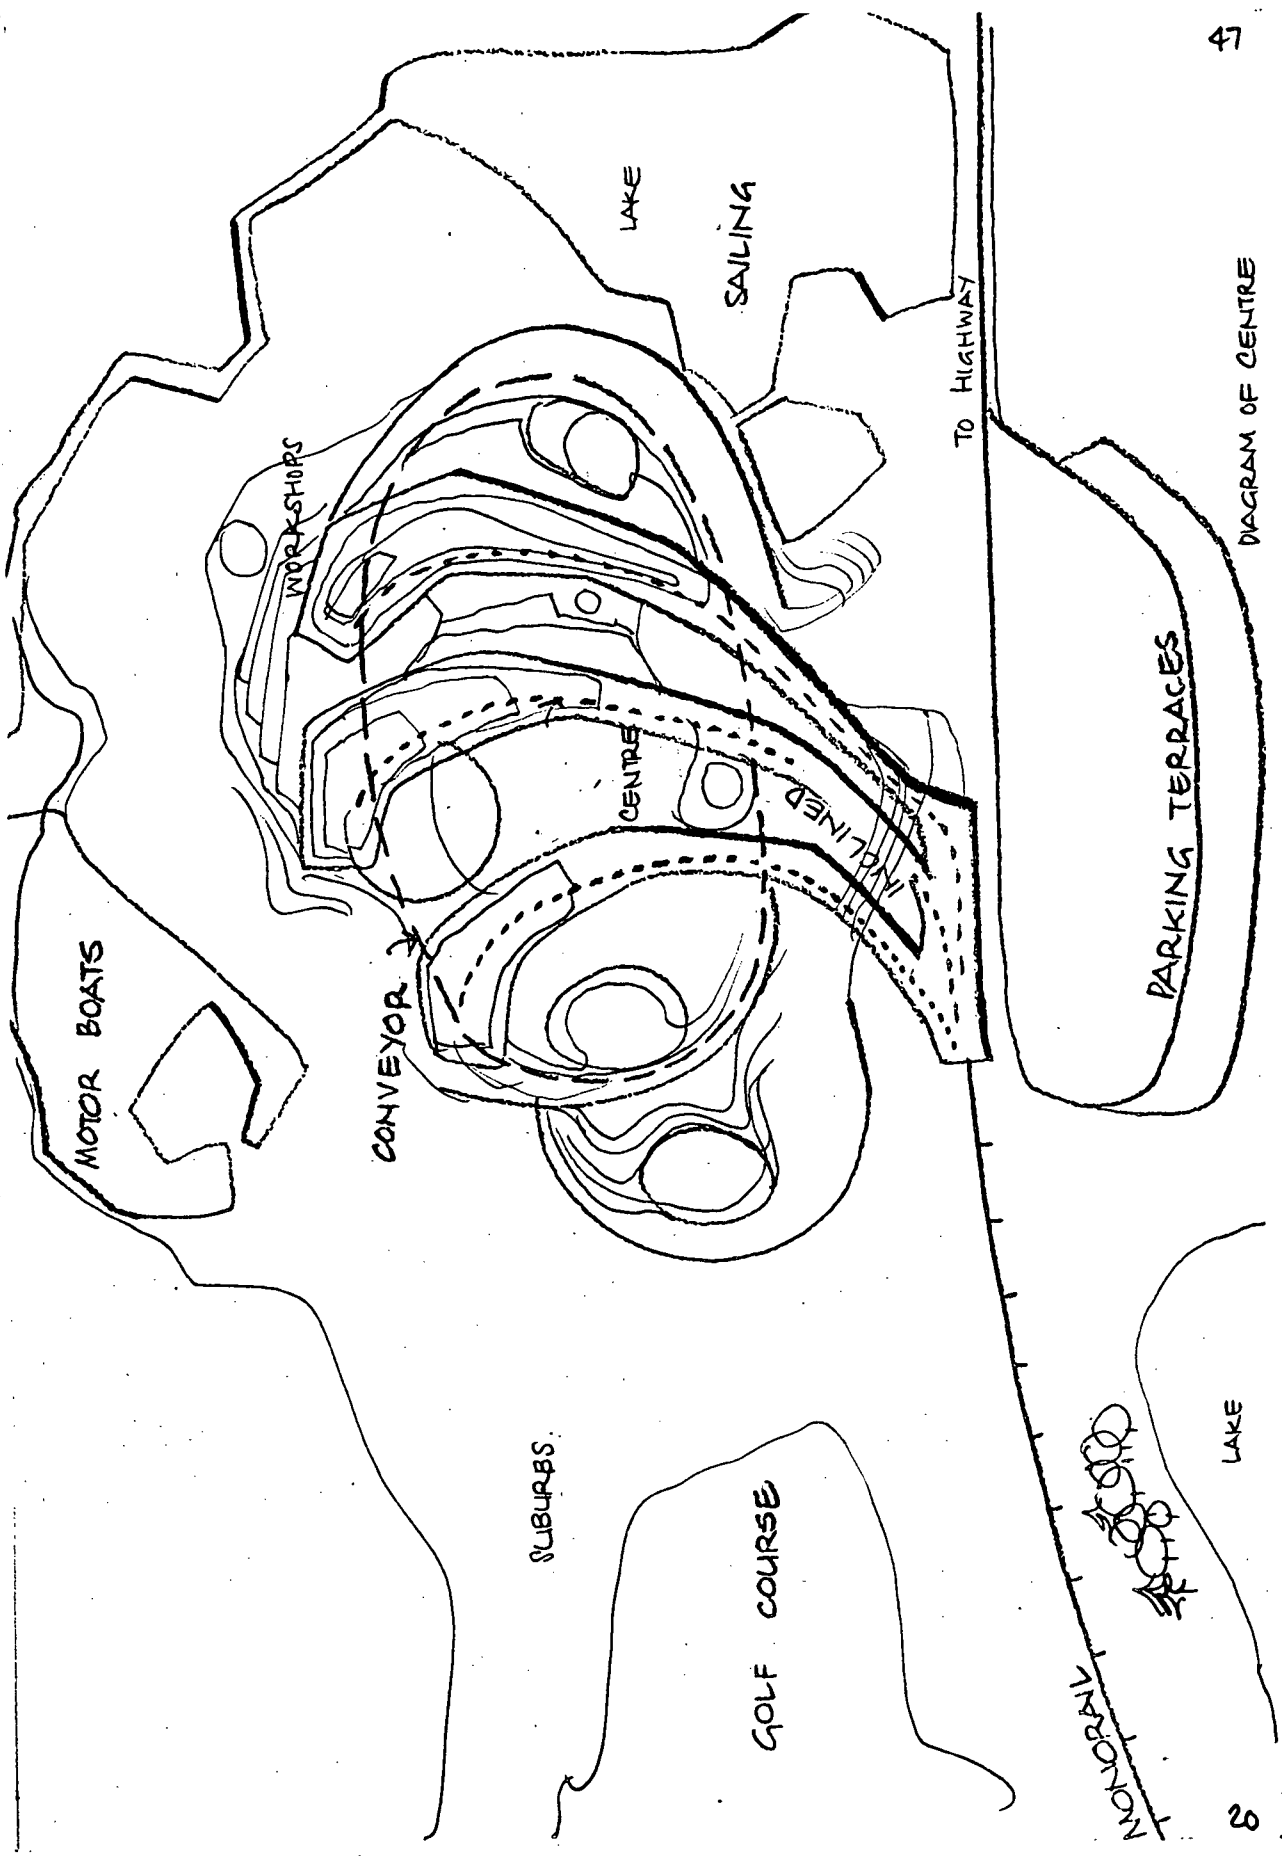 47
LAKE
SAILING
TO HIGHWAY
DIAGRAM OF CENTRE
WORKSHOPS
PARKING TERRACES
CENTRE
INCLINED
MOTOR BOATS
CONVEYOR
SUBURBS.
GOLF COURSE
LAKE
MONORAIL
20